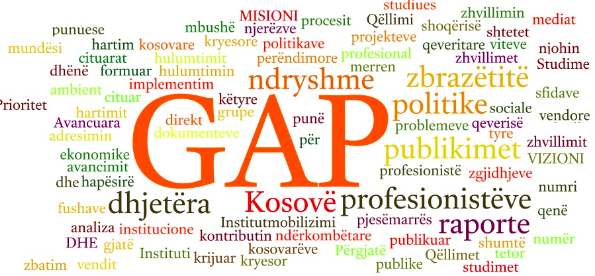 studiues
MISIONI procesit Qëllimi zhvillimin mediat
punuese mbushë njerëzve shoqërisë shtetet
mundësi hartim kovare kryesore politikave projekteve qeveritare viteve njohin
cituarat hulumtimit perëndimore profesional zhvillimet Studime
dhënë formuar hulumtimin ndryshme merren zbrazëtitë
ambient cituar implementim këtyre sfidave
Prioritet hartimit direkt grupe GAP punë politike sociale vendore
Avancuara dokumenteve për problemeve qeverisë
adresimin tyre zhvillimit
ekonomike publikimet VIZIONI
avancimit profesionistë zgjidhjeve
dhe hapësirë numri
fushave dhjetëra Kosovë profesionistëve qenë
analiza institucione Institutmobilizimi pjesëmarrës raporte
DHE gjatë kontributin ndërkombëtare publikuar shumtë numër
Instituti krijuar kosovarëve Përgjatë Qëllimet tetor
zbatim vendit kryesor publike studimet